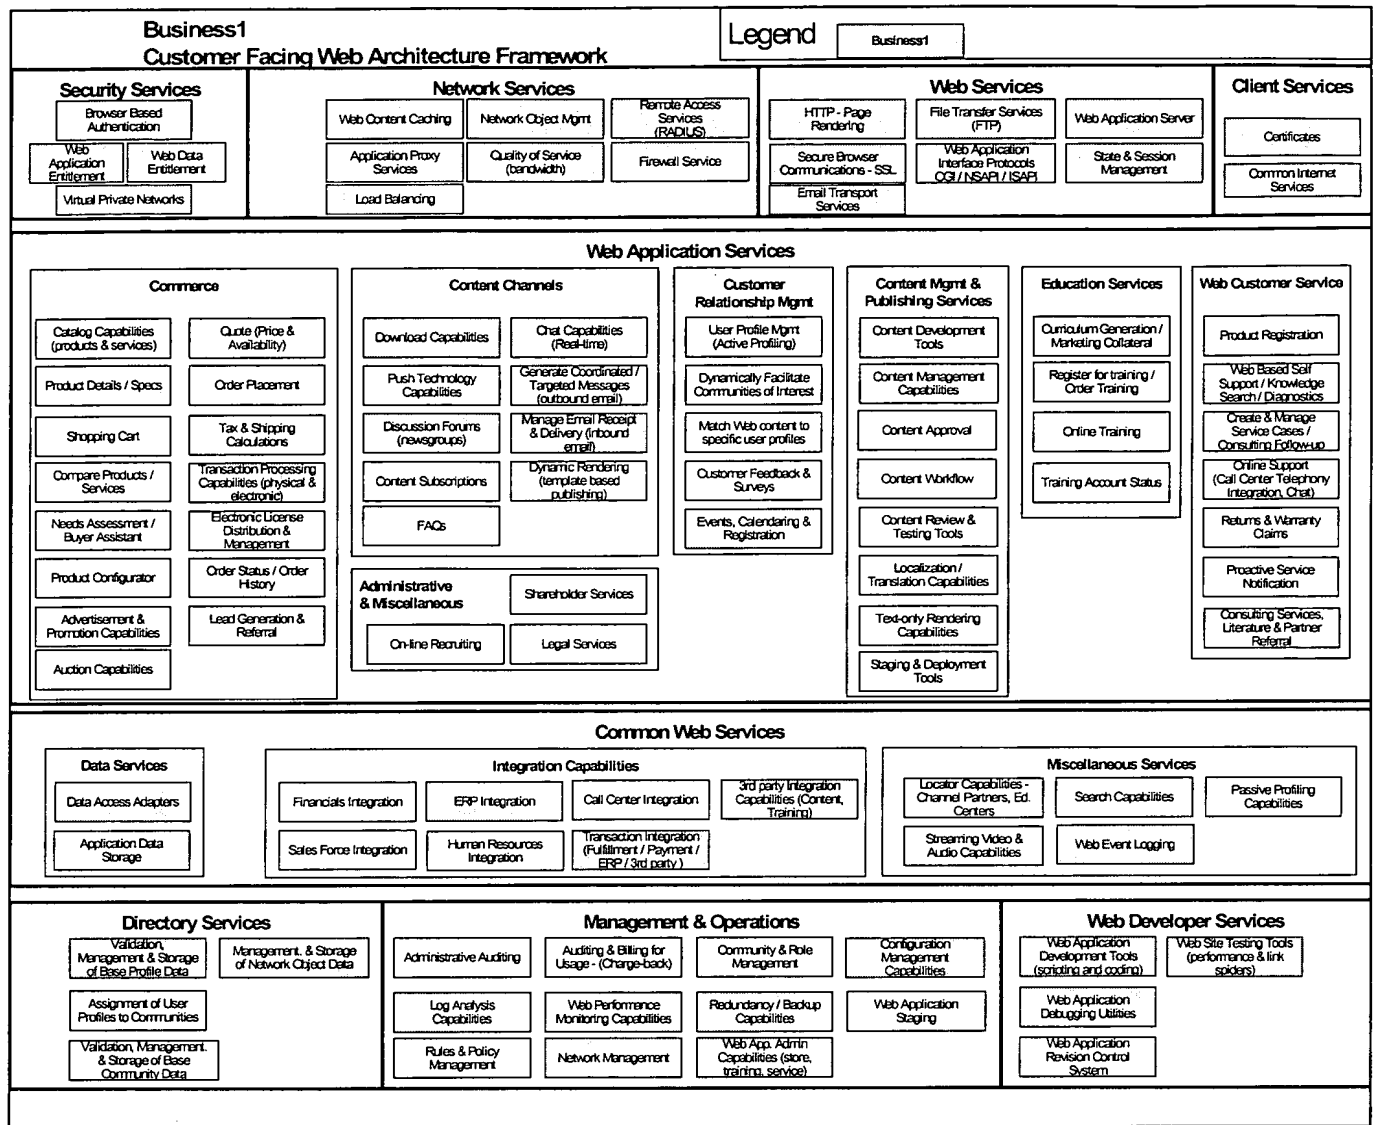 Business1
Customer Facing Web Architecture Framework
Legend
Business1
Security Services
Browser Based
Authentication
Web
Application
Entitlement
Web Data
Entitlement
Virtual Private Networks
Network Services
Web Content Caching
Network Object Mgmt
Remote Access
Services
(RADIUS)
Application Proxy
Services
Quality of Service
(bandwidth)
Firewall Service
Load Balancing
Web Services
HTTP - Page
Rendering
File Transfer Services
(FTP)
Web Application Server
Secure Browser
Communications - SSL
Web Application
Interface Protocols
CGI / NSAPI / ISAPI
State & Session
Management
Email Transport
Services
Client Services
Certificates
Common Internet
Services
Web Application Services
Commerce
Catalog Capabilities
(products & services)
Quote (Price &
Availability)
Product Details / Specs
Order Placement
Shopping Cart
Tax & Shipping
Calculations
Compare Products /
Services
Transaction Processing
Capabilities (physical &
electronic)
Needs Assessment /
Buyer Assistant
Electronic License
Distribution &
Management
Product Configurator
Order Status / Order
History
Advertisement &
Promotion Capabilities
Lead Generation &
Referral
Auction Capabilities
Content Channels
Download Capabilities
Chat Capabilities
(Real-time)
Push Technology
Capabilities
Generate Coordinated /
Targeted Messages
(outbound email)
Discussion Forums
(newsgroups)
Manage Email Receipt
& Delivery (inbound
email)
Content Subscriptions
Dynamic Rendering
(template based
publishing)
FAQs
Administrative
& Miscellaneous
Shareholder Services
On-line Recruiting
Legal Services
Customer
Relationship Mgmt
User Profile Mgmt
(Active Profiling)
Dynamically Facilitate
Communities of Interest
Match Web content to
specific user profiles
Customer Feedback &
Surveys
Events, Calendaring &
Registration
Content Mgmt &
Publishing Services
Content Development
Tools
Content Management
Capabilities
Content Approval
Content Workflow
Content Review &
Testing Tools
Localization /
Translation Capabilities
Text-only Rendering
Capabilities
Staging & Deployment
Tools
Education Services
Curriculum Generation /
Marketing Collateral
Register for training /
Order Training
Online Training
Training Account Status
Web Customer Service
Product Registration
Web Based Self
Support / Knowledge
Search / Diagnostics
Create & Manage
Service Cases /
Consulting Follow-up
Online Support
(Call Center Telephony
Integration, Chat)
Returns & Warranty
Claims
Proactive Service
Notification
Consulting Services,
Literature & Partner
Referral
Common Web Services
Data Services
Data Access Adapters
Application Data
Storage
Integration Capabilities
Financials Integration
ERP Integration
Call Center Integration
3rd party Integration
Capabilities (Content,
Training)
Sales Force Integration
Human Resources
Integration
Transaction Integration
(Fulfillment / Payment /
ERP / 3rd party )
Miscellaneous Services
Locator Capabilities -
Channel Partners, Ed.
Centers
Search Capabilities
Passive Profiling
Capabilities
Streaming Video &
Audio Capabilities
Web Event Logging
Directory Services
Validation,
Management & Storage
of Base Profile Data
Management. & Storage
of Network Object Data
Assignment of User
Profiles to Communities
Validation, Management.
& Storage of Base
Community Data
Management & Operations
Administrative Auditing
Auditing & Billing for
Usage - (Charge-back)
Community & Role
Management
Configuration
Management
Capabilities
Log Analysis
Capabilities
Web Performance
Monitoring Capabilities
Redundancy / Backup
Capabilities
Web Application
Staging
Rules & Policy
Management
Network Management
Web App. Admin
Capabilities (store,
training, service)
Web Developer Services
Web Application
Development Tools
(scripting and coding)
Web Site Testing Tools
(performance & link
spiders)
Web Application
Debugging Utilities
Web Application
Revision Control
System